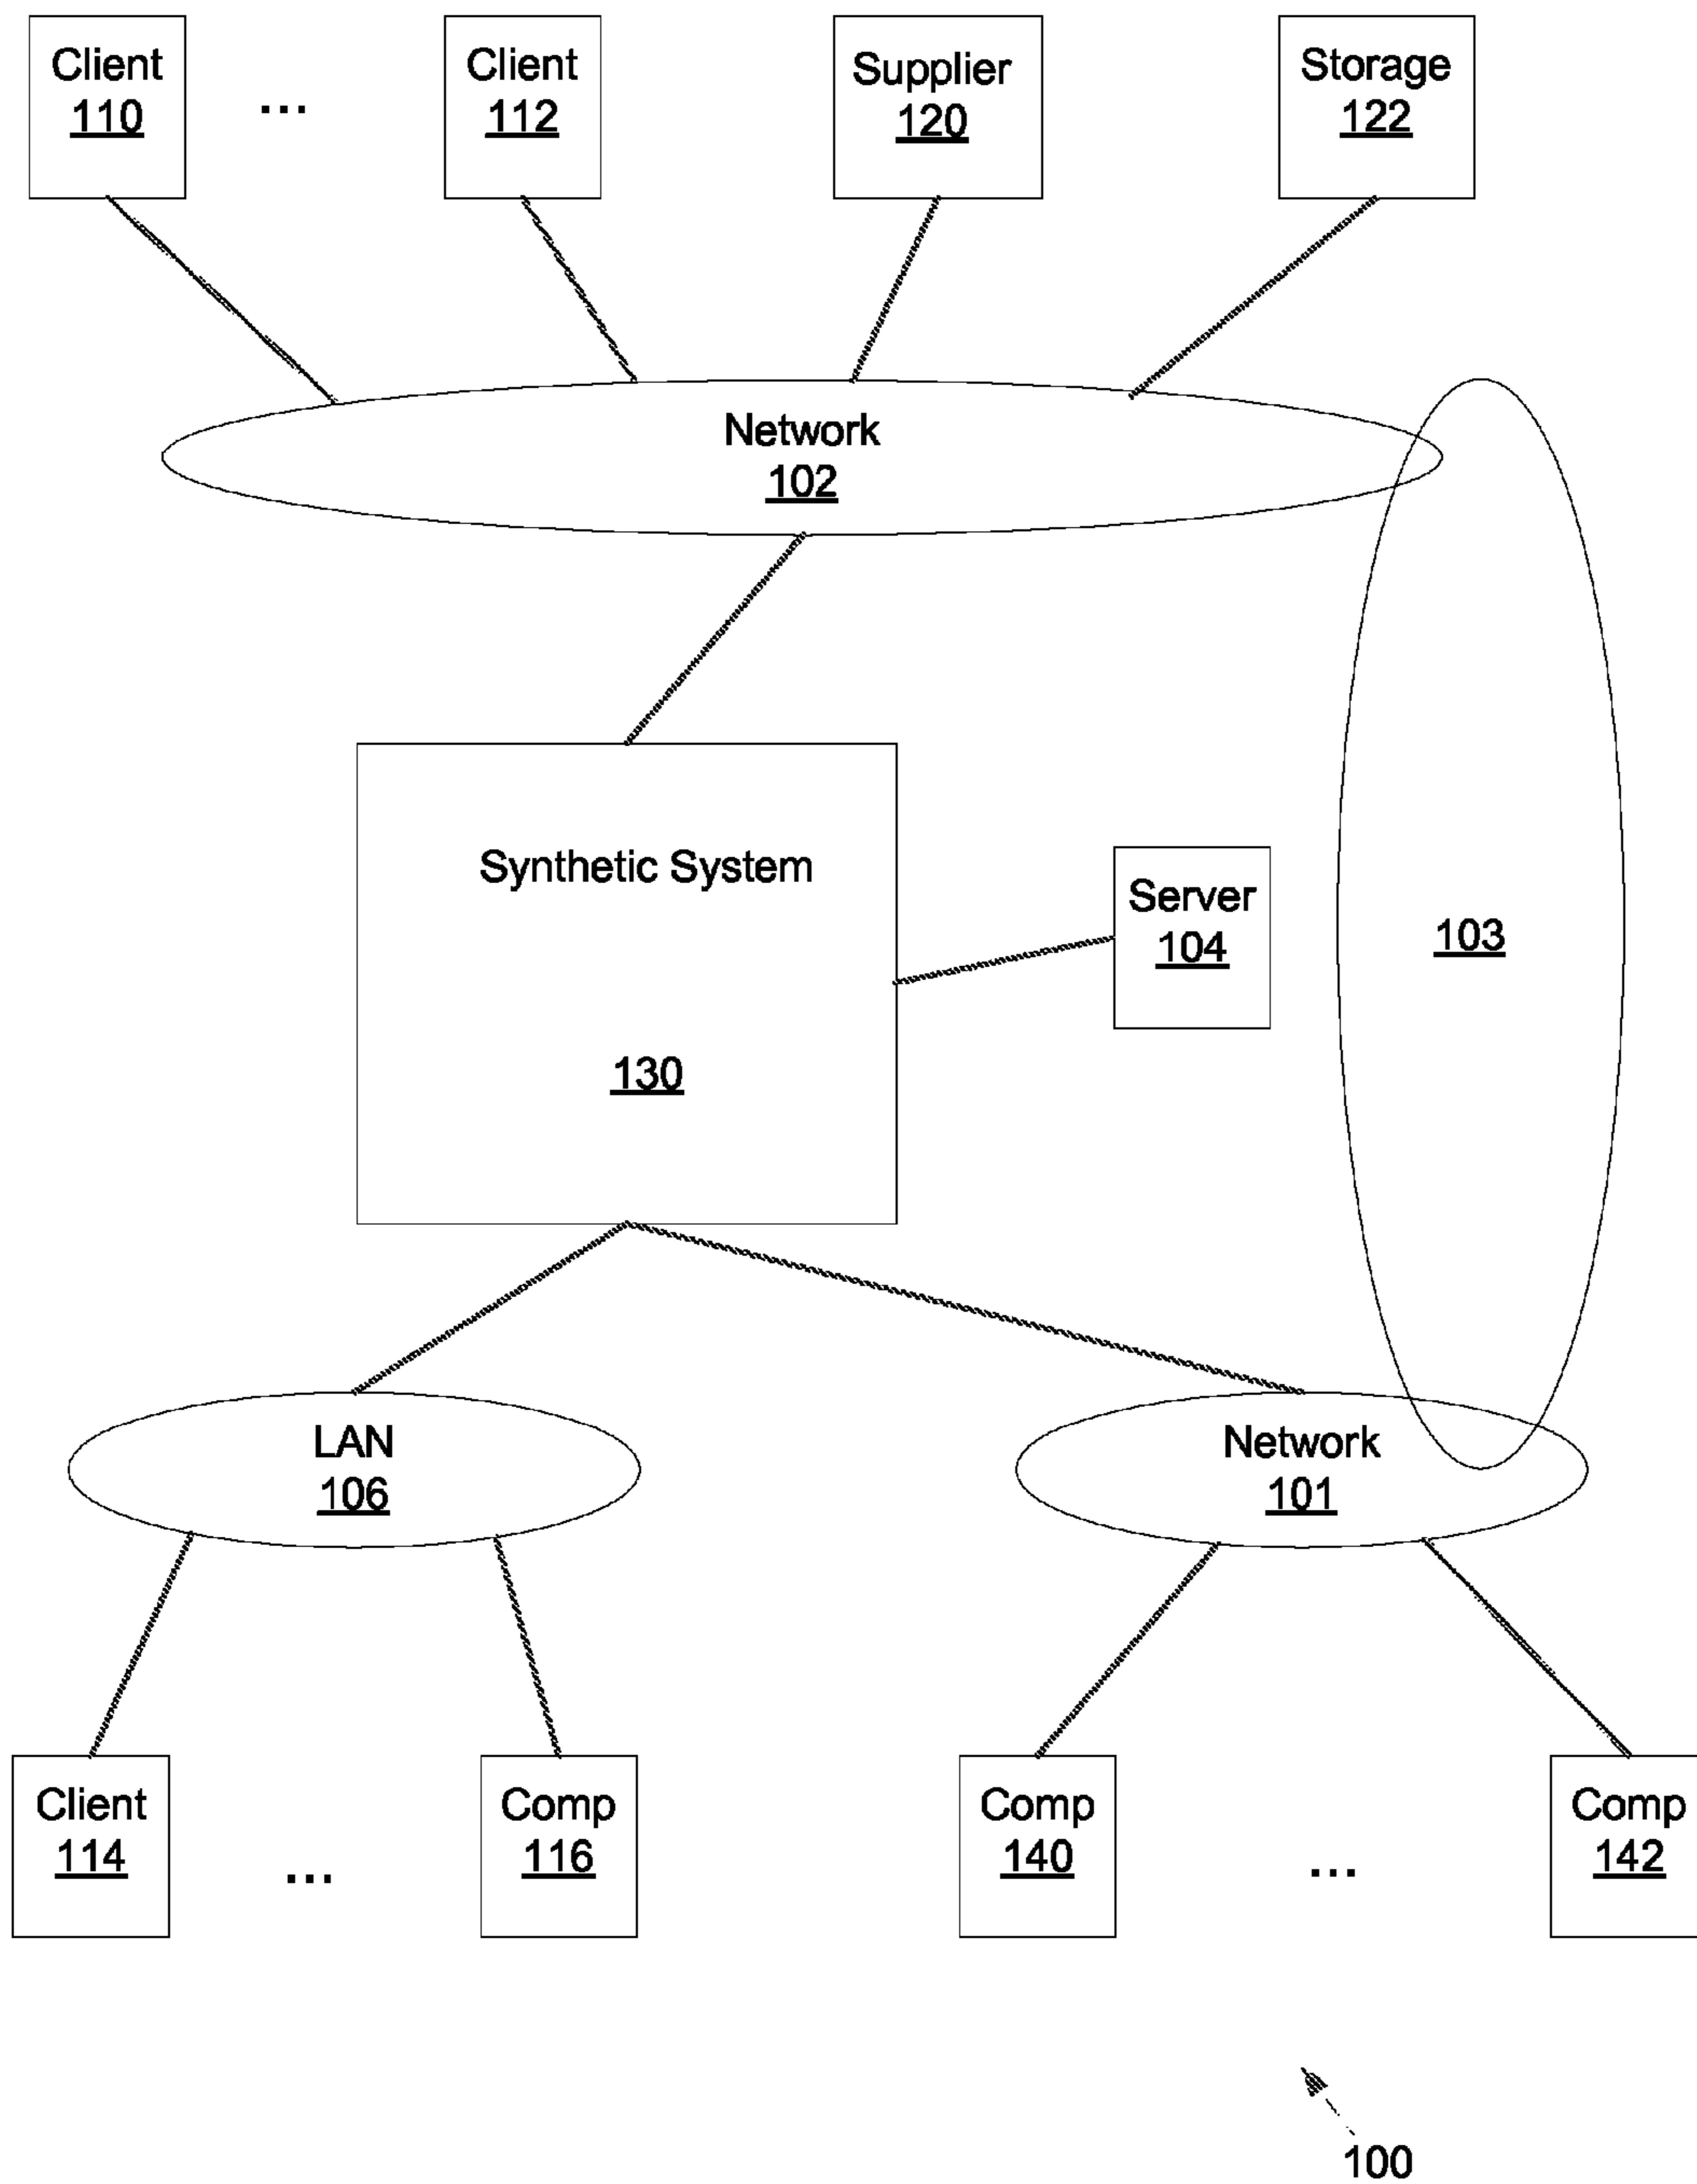 Client
110
...
Client
112
Supplier
120
Storage
122
Network
102
Synthetic System
130
Server
104
103
LAN
106
Network
101
Client
114
...
Comp
116
Comp
140
...
Comp
142
100